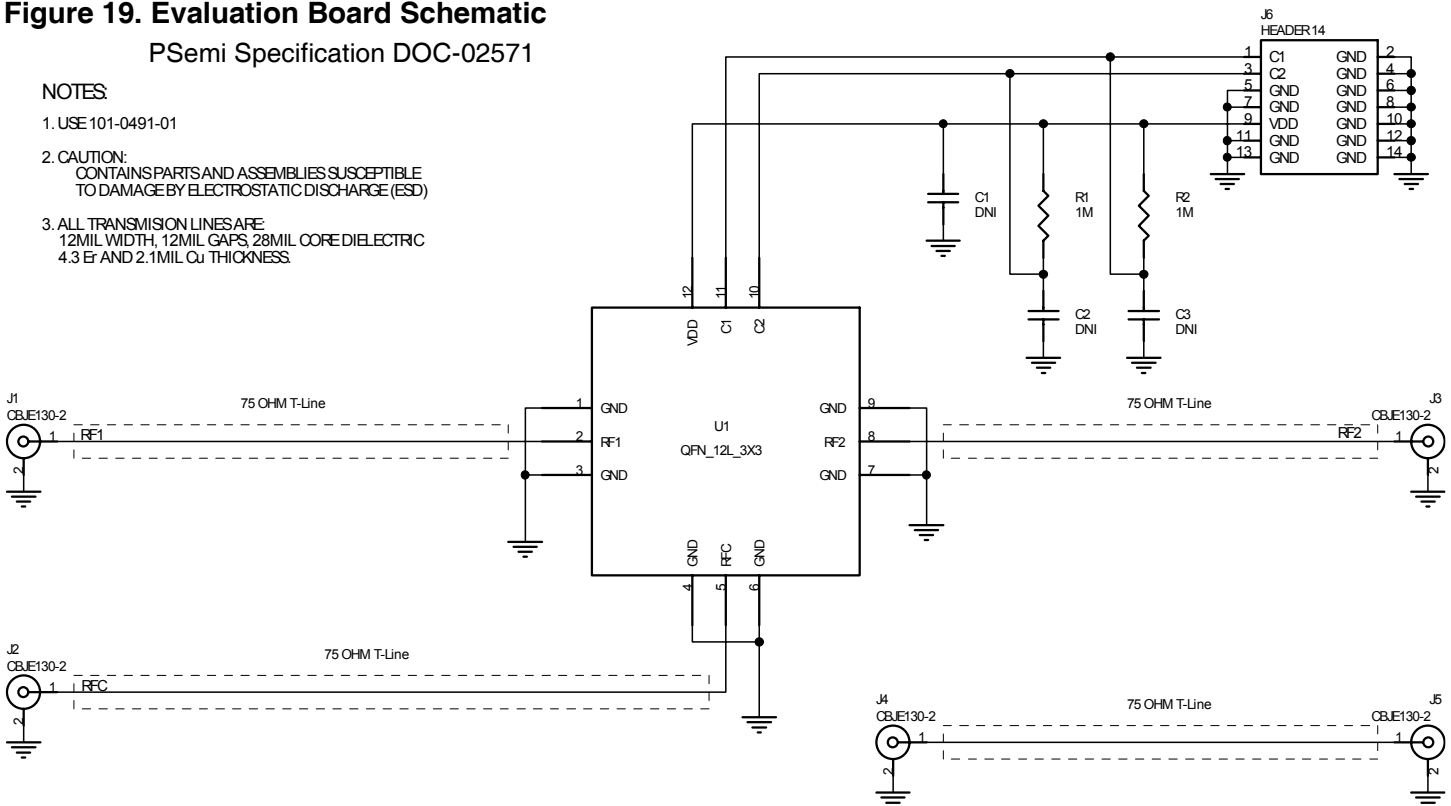 Figure 19. Evaluation Board Schematic
PSemi Specification DOC-02571
NOTES:
1. USE 101-0491-01
2. CAUTION:
CONTAINS PARTS AND ASSEMBLIES SUSCEPTIBLE
TO DAMAGE BY ELECTROSTATIC DISCHARGE (ESD)
3. ALL TRANSMISION LINES ARE:
12MIL WIDTH, 12MIL GAPS, 28MIL CORE DIELECTRIC
4.3 Er AND 2.1MIL Cu THICKNESS.
J6
HEADER 14
1 C1 GND 2
3 C2 GND 4
5 GND GND 6
7 GND GND 8
9 VDD GND 10
11 GND GND 12
13 GND GND 14
C1
DNI
R1
1M
R2
1M
C2
DNI
C3
DNI
12 11 10
VDD C1 C2
J1
CBJE130-2
1
2
RF1
75 OHM T-Line
1 GND
2 RF1
3 GND
U1
QFN_12L_3X3
GND 9
RF2 8
GND 7
75 OHM T-Line
RF2
J3
CBJE130-2
1
2
GND RFC GND
4 5 6
J2
CBJE130-2
1
2
RFC
75 OHM T-Line
J4
CBJE130-2
1
2
75 OHM T-Line
J5
CBJE130-2
1
2